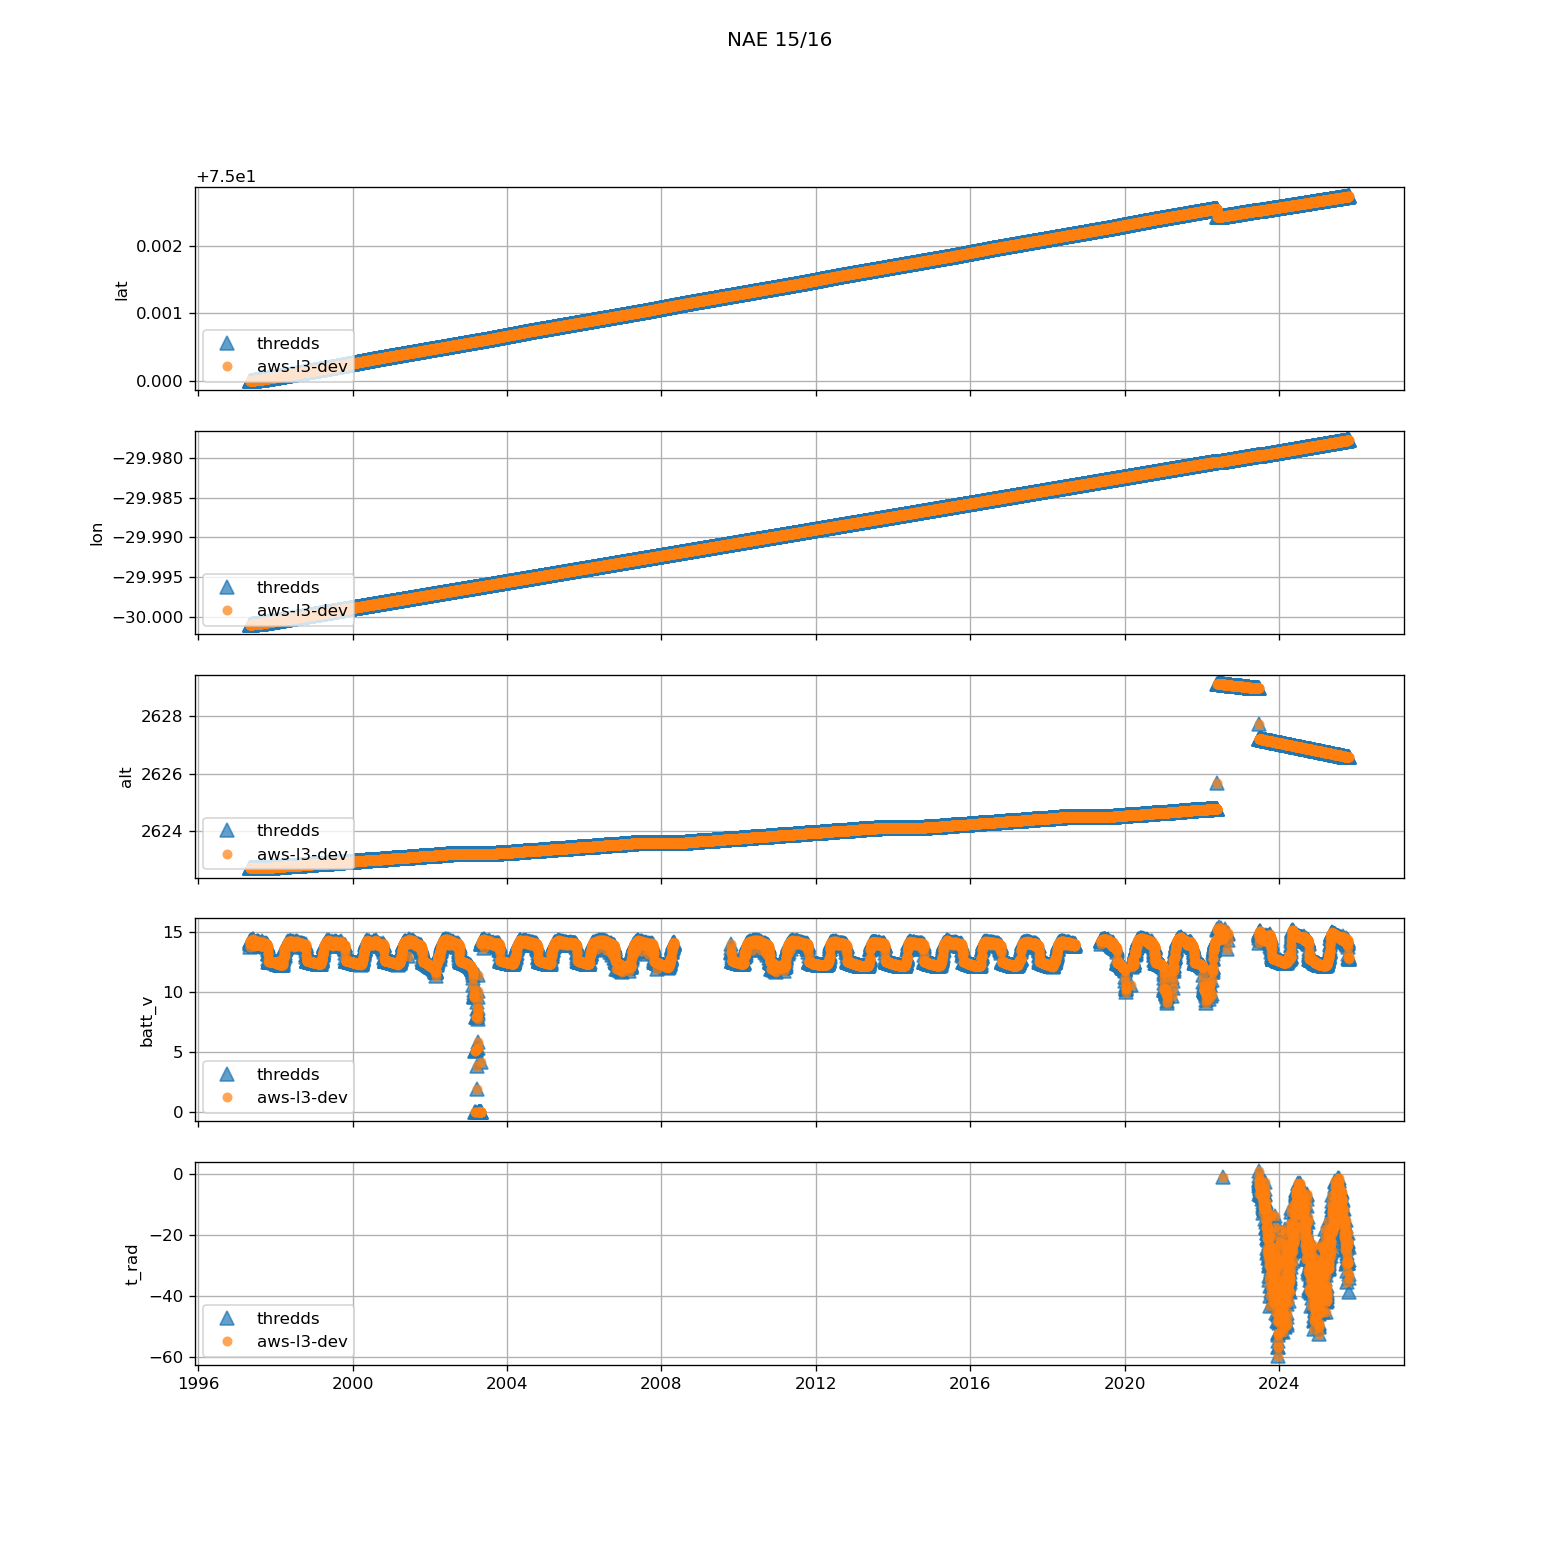 NAE 15/16
+7.5e1
0.002
0.001
0.000
lat
thredds
aws-l3-dev
−29.980
−29.985
−29.990
−29.995
−30.000
lon
thredds
aws-l3-dev
2628
2626
2624
alt
thredds
aws-l3-dev
15
10
5
0
batt_v
thredds
aws-l3-dev
0
−20
−40
−60
t_rad
thredds
aws-l3-dev
1996 2000 2004 2008 2012 2016 2020 2024